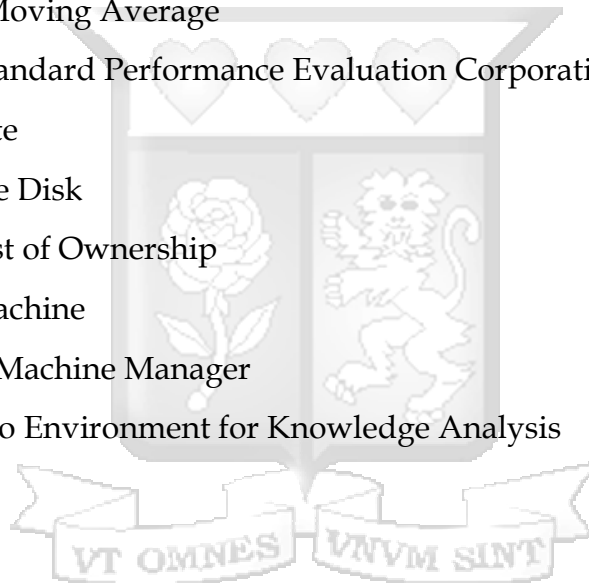 Moving Average
andard Performance Evaluation Corporati
te
e Disk
st of Ownership
achine
Machine Manager
o Environment for Knowledge Analysis
VT OMNES VNVM SINT